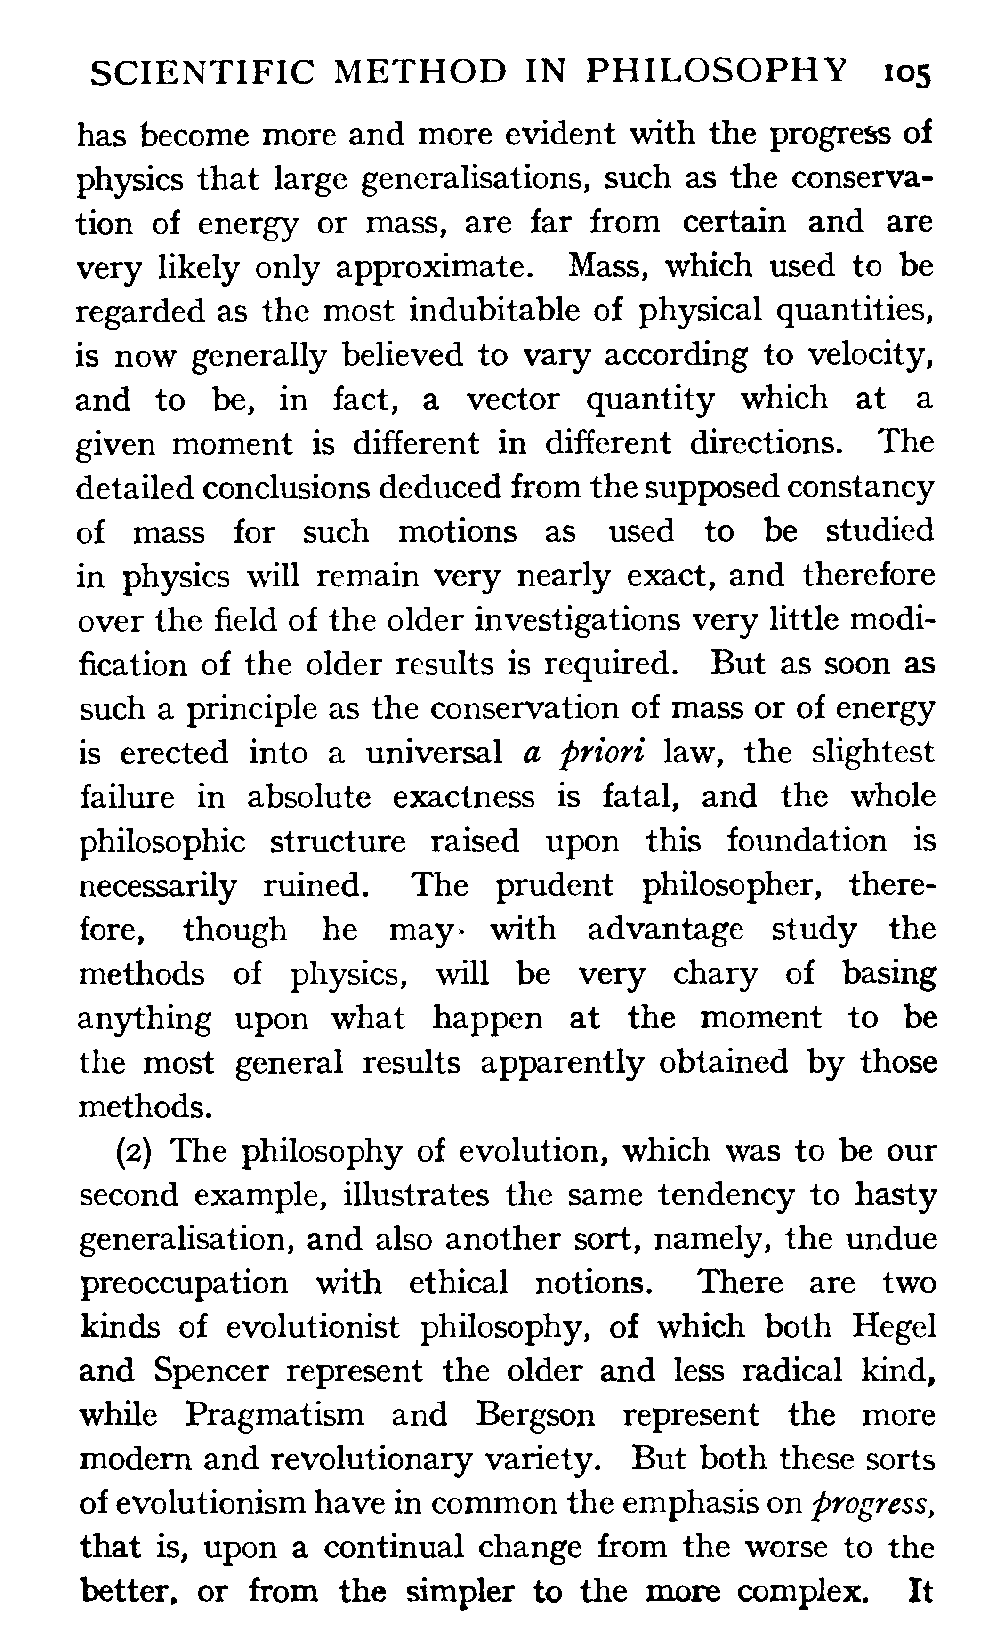 SCIENTIFIC METHOD IN PHILOSOPHY 105
has become more and more evident with the progress of
physics that large generalisations, such as the conserva-
tion of energy or mass, are far from certain and are
very likely only approximate. Mass, which used to be
regarded as the most indubitable of physical quantities,
is now generally believed to vary according to velocity,
and to be, in fact, a vector quantity which at a
given moment is different in different directions. The
detailed conclusions deduced from the supposed constancy
of mass for such motions as used to be studied
in physics will remain very nearly exact, and therefore
over the field of the older investigations very little modi-
fication of the older results is required. But as soon as
such a principle as the conservation of mass or of energy
is erected into a universal a priori law, the slightest
failure in absolute exactness is fatal, and the whole
philosophic structure raised upon this foundation is
necessarily ruined. The prudent philosopher, there-
fore, though he may with advantage study the
methods of physics, will be very chary of basing
anything upon what happen at the moment to be
the most general results apparently obtained by those
methods.
(2) The philosophy of evolution, which was to be our
second example, illustrates the same tendency to hasty
generalisation, and also another sort, namely, the undue
preoccupation with ethical notions. There are two
kinds of evolutionist philosophy, of which both Hegel
and Spencer represent the older and less radical kind,
while Pragmatism and Bergson represent the more
modern and revolutionary variety. But both these sorts
of evolutionism have in common the emphasis on progress,
that is, upon a continual change from the worse to the
better, or from the simpler to the more complex. It